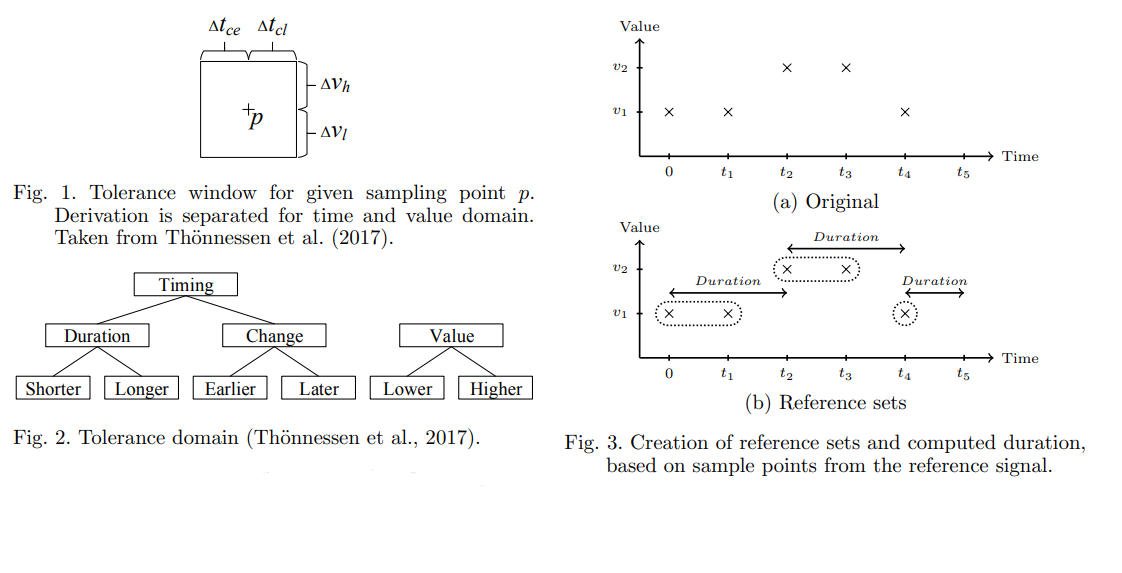 Δtce Δtcl
Δvh
p
Δvl
Fig. 1. Tolerance window for given sampling point p.
Derivation is separated for time and value domain.
Taken from Thönnessen et al. (2017).
Timing
Duration Change Value
Shorter Longer Earlier Later Lower Higher
Fig. 2. Tolerance domain (Thönnessen et al., 2017).
Value
v2
v1
Time
0 t1 t2 t3 t4 t5
(a) Original
Value
Duration
v2
Duration Duration
v1
Time
0 t1 t2 t3 t4 t5
(b) Reference sets
Fig. 3. Creation of reference sets and computed duration,
based on sample points from the reference signal.